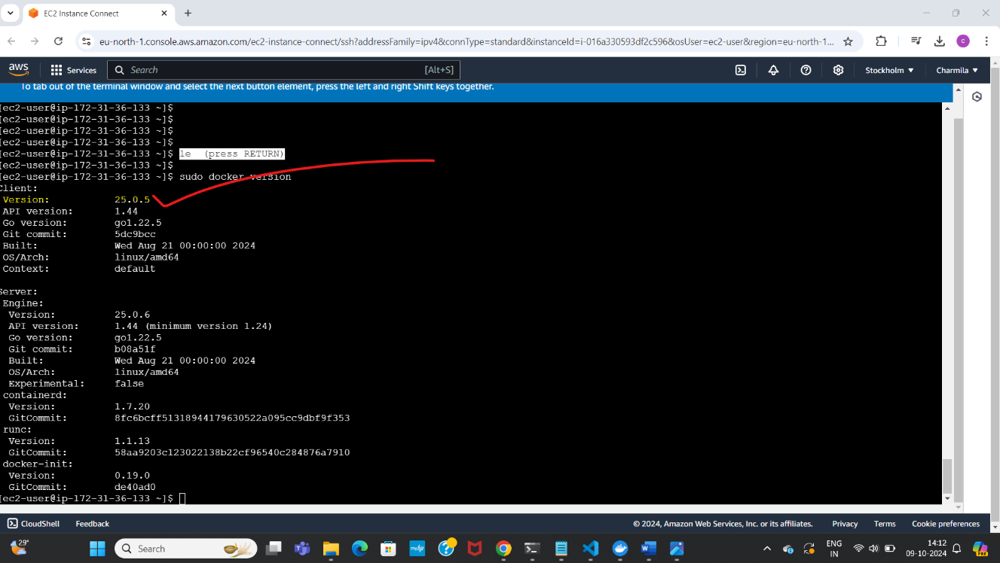 EC2 Instance Connect
eu-north-1.console.aws.amazon.com/ec2-instance-connect/ssh?addressFamily=ipv4&connType=standard&instanceId=i-016a330593df2c596&osUser=ec2-user&region=eu-north-1...
C
aws
Services
Search
[Alt+S]
Stockholm ▼
Charmila ▼
To tab out of the terminal window and select the next button element, press the left and right Shift keys together.
[ec2-user@ip-172-31-36-133 ~]$
[ec2-user@ip-172-31-36-133 ~]$
[ec2-user@ip-172-31-36-133 ~]$
[ec2-user@ip-172-31-36-133 ~]$
[ec2-user@ip-172-31-36-133 ~]$ le  (press RETURN)
[ec2-user@ip-172-31-36-133 ~]$
[ec2-user@ip-172-31-36-133 ~]$ sudo docker version
Client:
Version: 25.0.5
API version: 1.44
Go version: go1.22.5
Git commit: 5dc9bcc
Built: Wed Aug 21 00:00:00 2024
OS/Arch: linux/amd64
Context: default
Server:
Engine:
Version: 25.0.6
API version: 1.44 (minimum version 1.24)
Go version: go1.22.5
Git commit: b08a51f
Built: Wed Aug 21 00:00:00 2024
OS/Arch: linux/amd64
Experimental: false
containerd:
Version: 1.7.20
GitCommit: 8fc6bcff51318944179630522a095cc9dbf9f353
runc:
Version: 1.1.13
GitCommit: 58aa9203c123022138b22cf96540c284876a7910
docker-init:
Version: 0.19.0
GitCommit: de40ad0
[ec2-user@ip-172-31-36-133 ~]$
CloudShell Feedback © 2024, Amazon Web Services, Inc. or its affiliates. Privacy Terms Cookie preferences
29°
Search
myhp
ENG
IN
14:12
09-10-2024
PRE